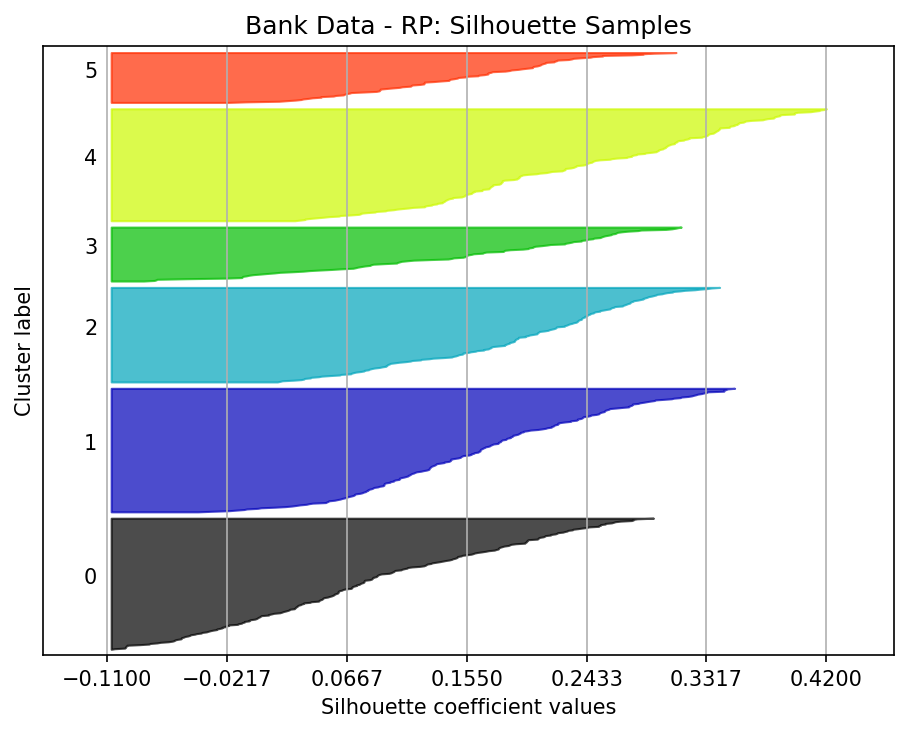 Bank Data - RP: Silhouette Samples
5
4
3
2
1
0
Cluster label
−0.1100 −0.0217 0.0667 0.1550 0.2433 0.3317 0.4200
Silhouette coefficient values